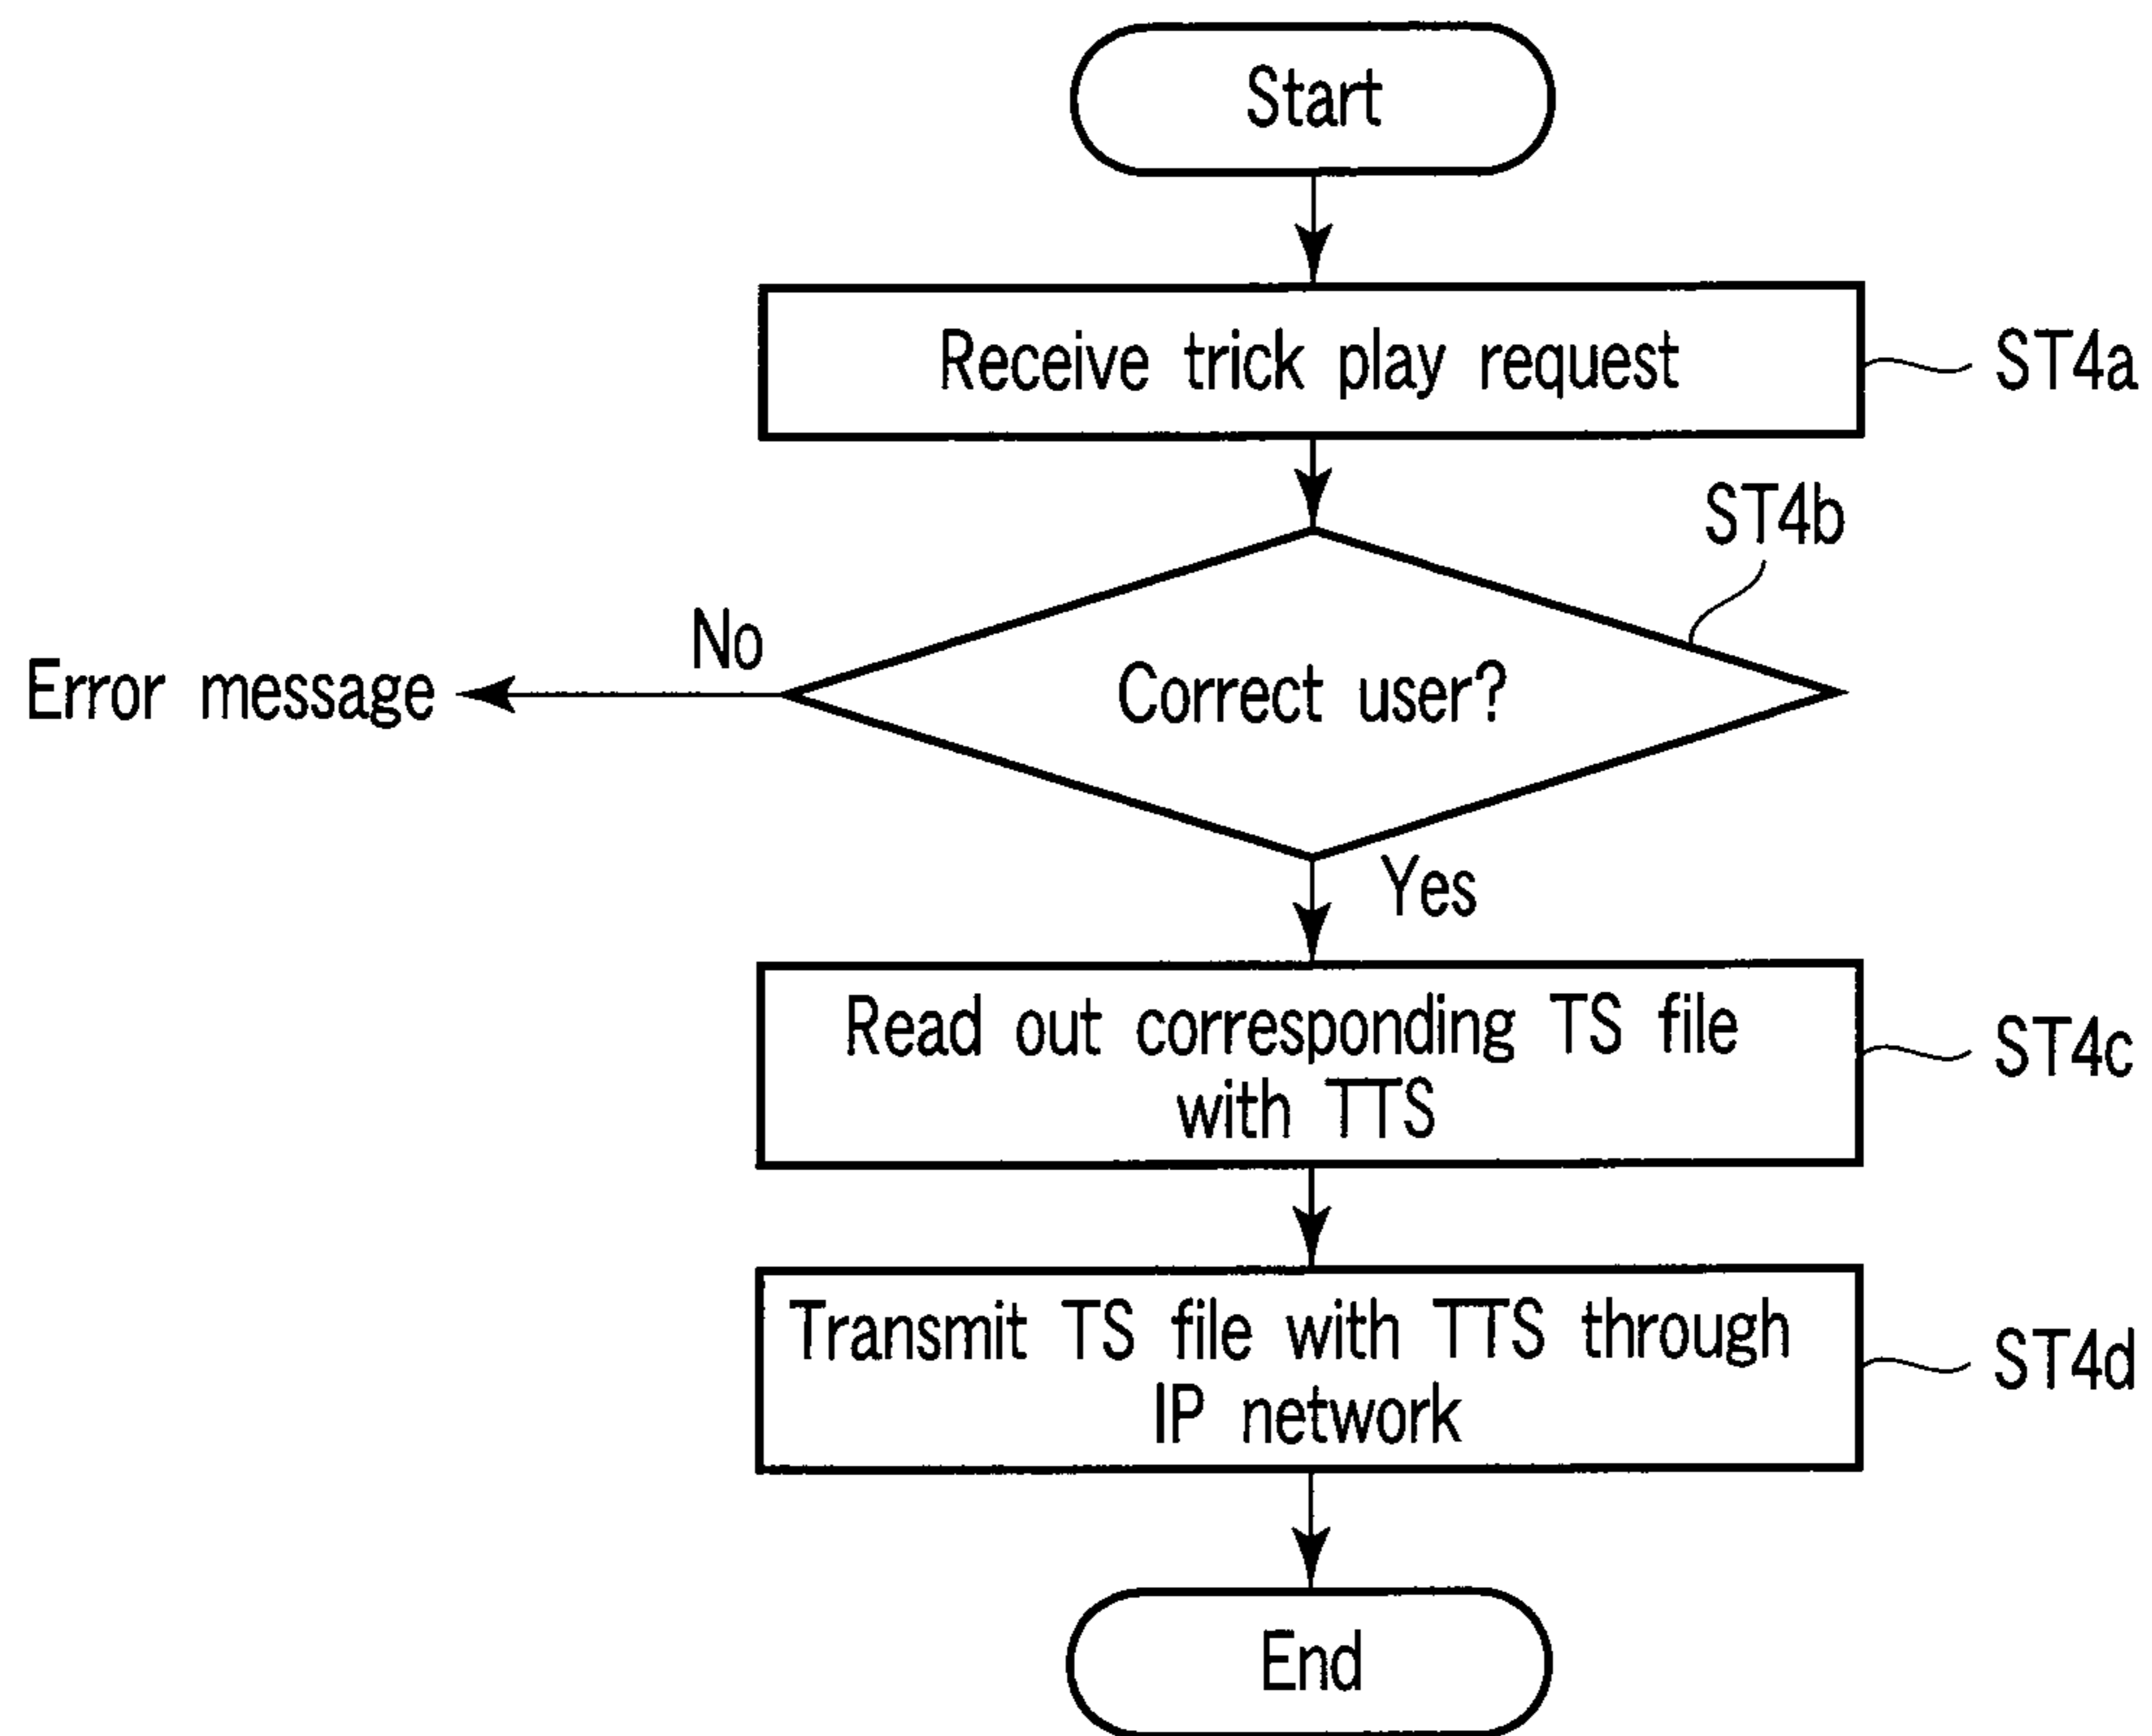 Start
Receive trick play request
ST4a
ST4b
No
Error message
Correct user?
Yes
Read out corresponding TS file
with TTS
ST4c
Transmit TS file with TTS through
IP network
ST4d
End